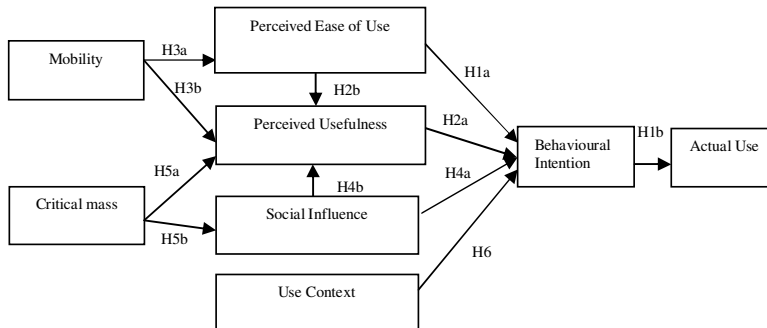 Perceived Ease of Use
H3a
Mobility
H1a
H3b
H2b
Perceived Usefulness
H2a
Behavioural
Intention
H1b
Actual Use
H5a
H4a
H4b
Critical mass
Social Influence
H5b
H6
Use Context